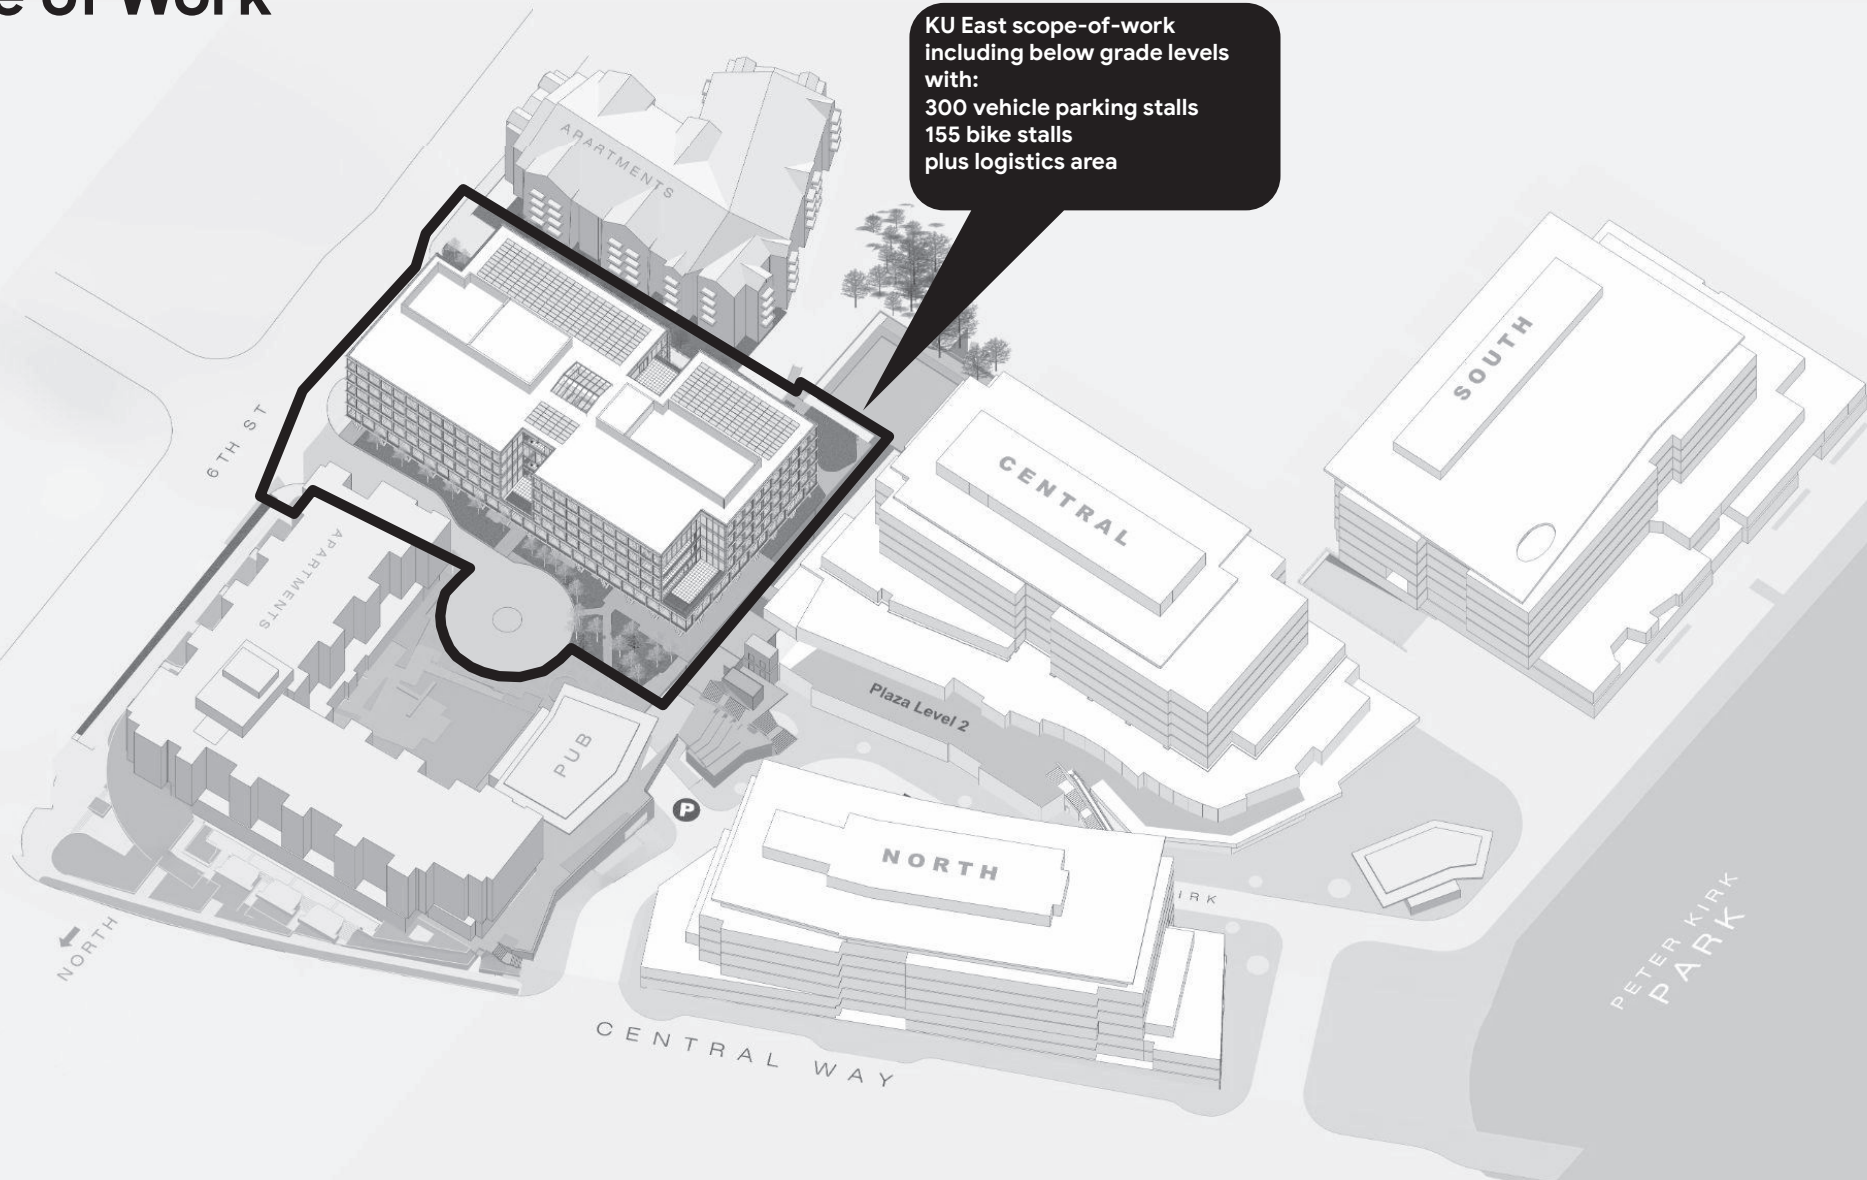 of Work
KU East scope-of-work
including below grade levels
with:
300 vehicle parking stalls
155 bike stalls
plus logistics area
APARTMENTS
SOUTH
6TH ST
CENTRAL
APARTMENTS
Plaza Level 2
PUB
P
NORTH
PETER KIRK
PARK
NORTH
CENTRAL WAY